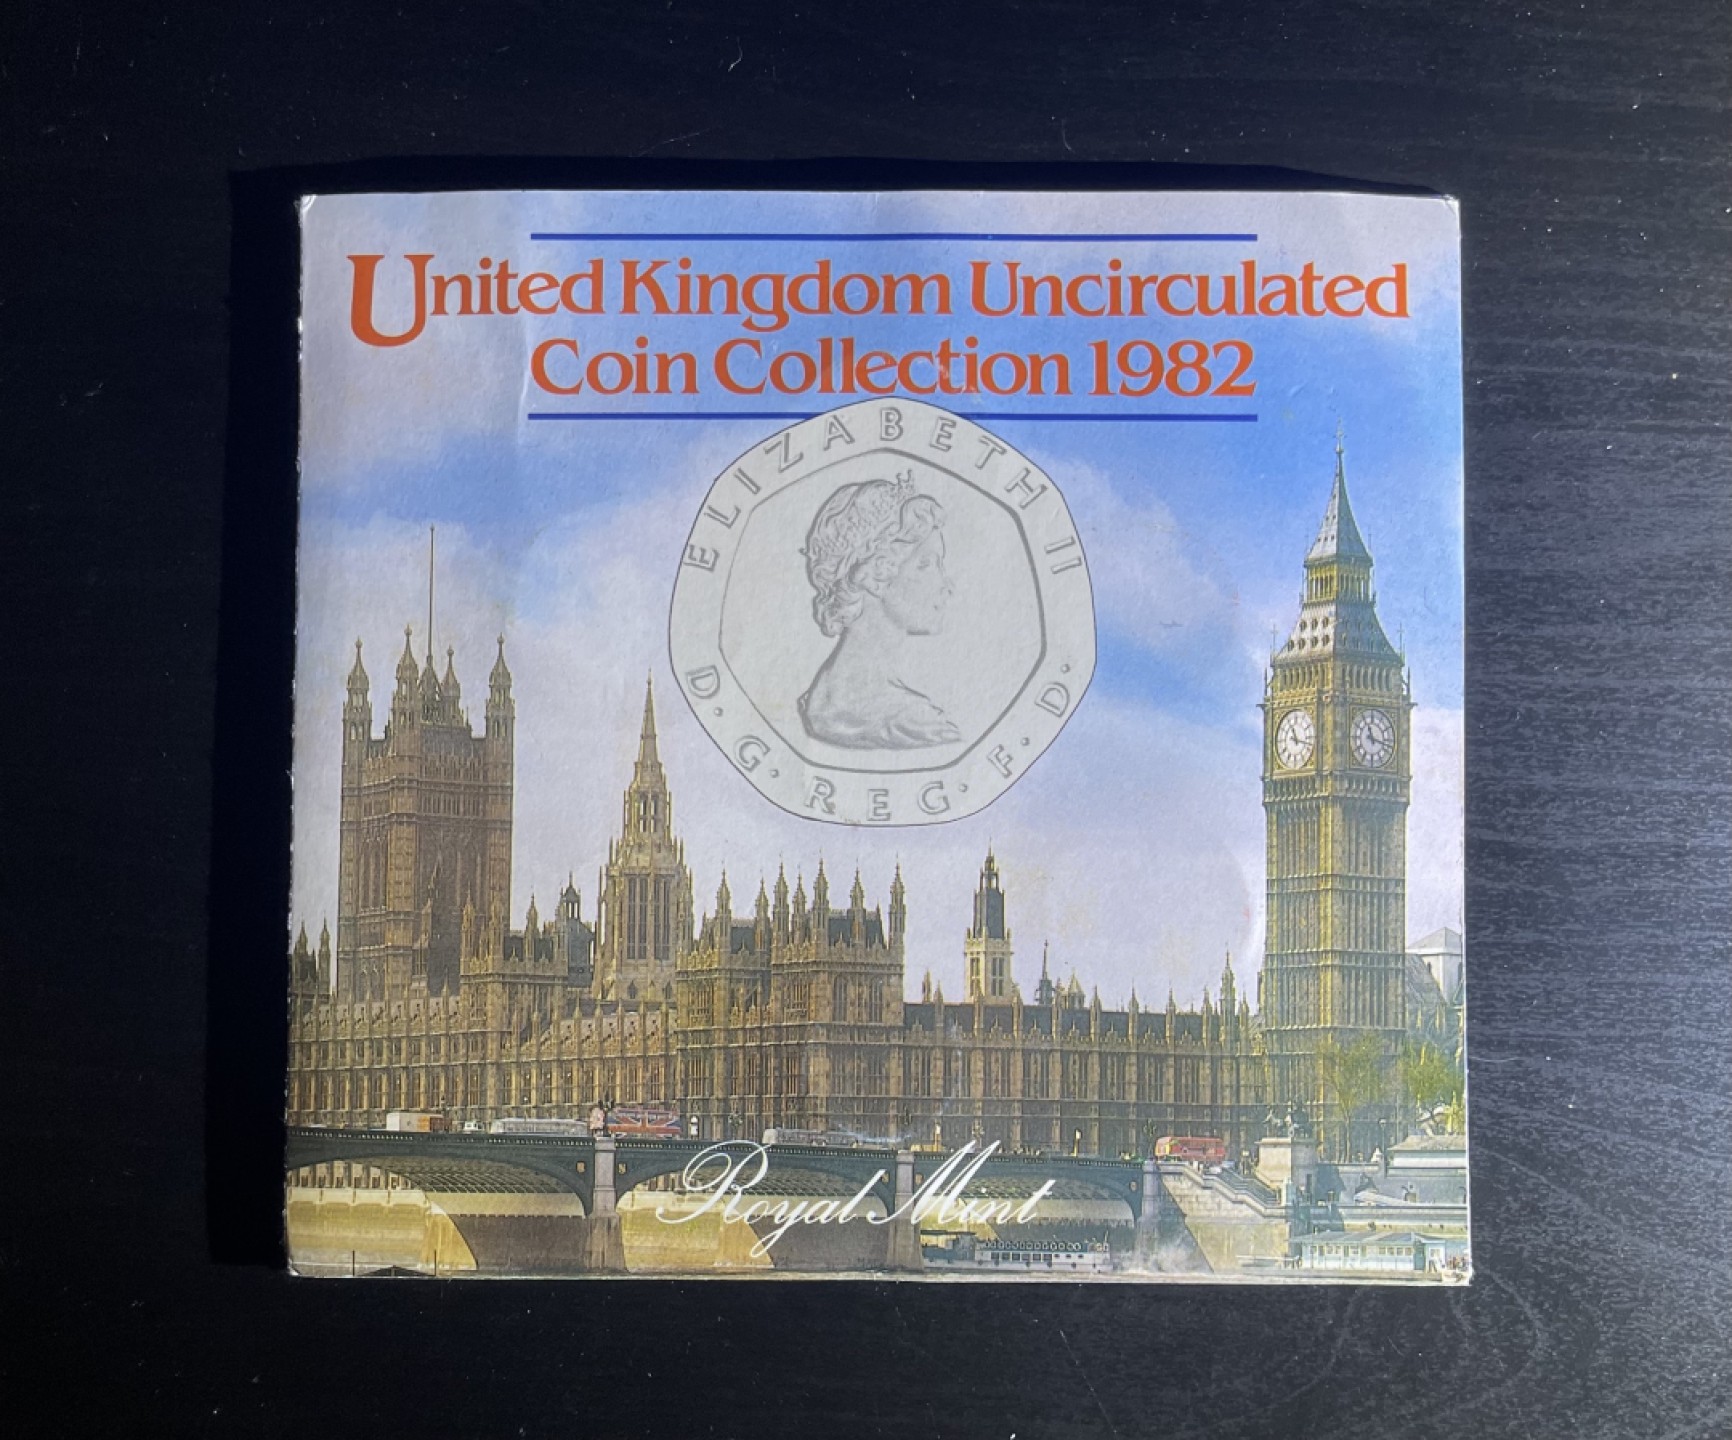 United Kingdom Uncirculated
Coin Collection 1982
ELIZABETH II
D·G·REG·F·D·
Royal Mint